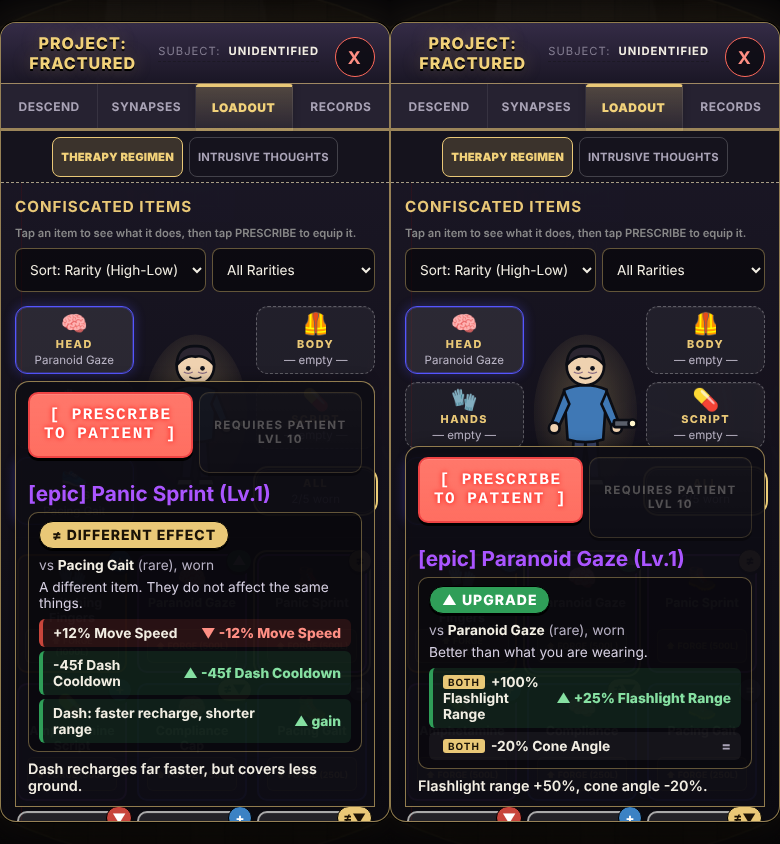 PROJECT:
FRACTURED
SUBJECT: UNIDENTIFIED
X
DESCEND
SYNAPSES
LOADOUT
RECORDS
THERAPY REGIMEN
INTRUSIVE THOUGHTS
CONFISCATED ITEMS
Tap an item to see what it does, then tap PRESCRIBE to equip it.
Sort: Rarity (High-Low)
All Rarities
HEAD
Paranoid Gaze
BODY
— empty —
[ PRESCRIBE
TO PATIENT ]
REQUIRES PATIENT
LVL 10
[epic] Panic Sprint (Lv.1)
≠ DIFFERENT EFFECT
vs Pacing Gait (rare), worn
A different item. They do not affect the same
things.
+12% Move Speed
▼ -12% Move Speed
-45f Dash
Cooldown
▲ -45f Dash Cooldown
Dash: faster recharge, shorter
range
▲ gain
Dash recharges far faster, but covers less
ground.
▼
+
≠▼
PROJECT:
FRACTURED
SUBJECT: UNIDENTIFIED
X
DESCEND
SYNAPSES
LOADOUT
RECORDS
THERAPY REGIMEN
INTRUSIVE THOUGHTS
CONFISCATED ITEMS
Tap an item to see what it does, then tap PRESCRIBE to equip it.
Sort: Rarity (High-Low)
All Rarities
HEAD
Paranoid Gaze
BODY
— empty —
HANDS
— empty —
SCRIPT
— empty —
[ PRESCRIBE
TO PATIENT ]
REQUIRES PATIENT
LVL 10
[epic] Paranoid Gaze (Lv.1)
▲ UPGRADE
vs Paranoid Gaze (rare), worn
Better than what you are wearing.
BOTH +100%
Flashlight
Range
▲ +25% Flashlight Range
BOTH -20% Cone Angle
=
Flashlight range +50%, cone angle -20%.
▼
+
≠▼